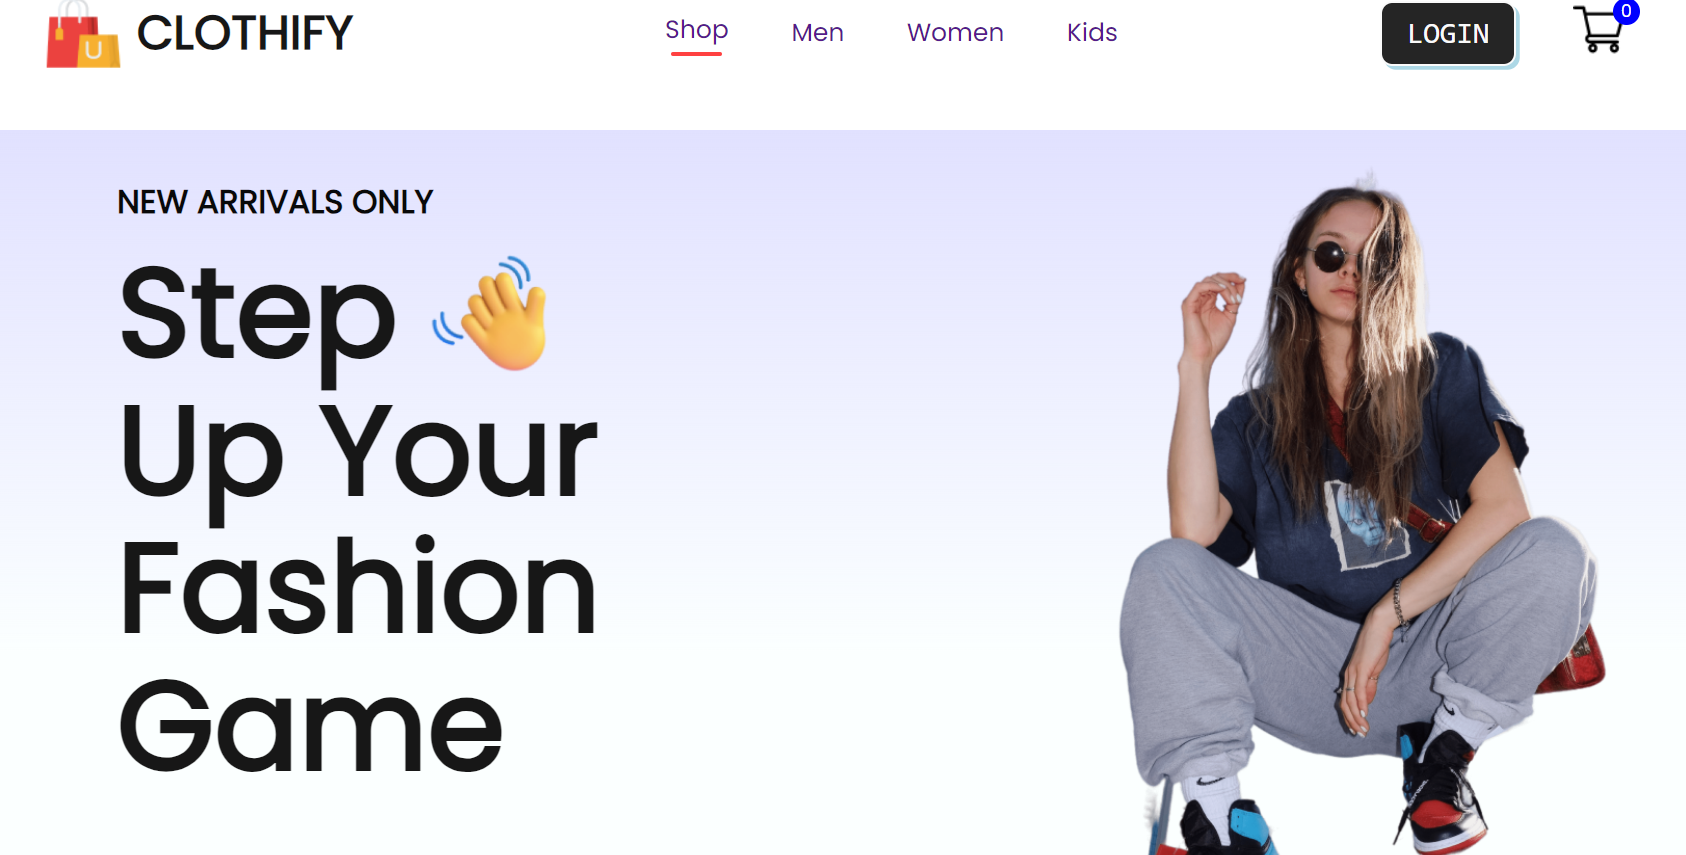 CLOTHIFY
Shop Men Women Kids
LOGIN
0
NEW ARRIVALS ONLY
Step
Up Your
Fashion
Game